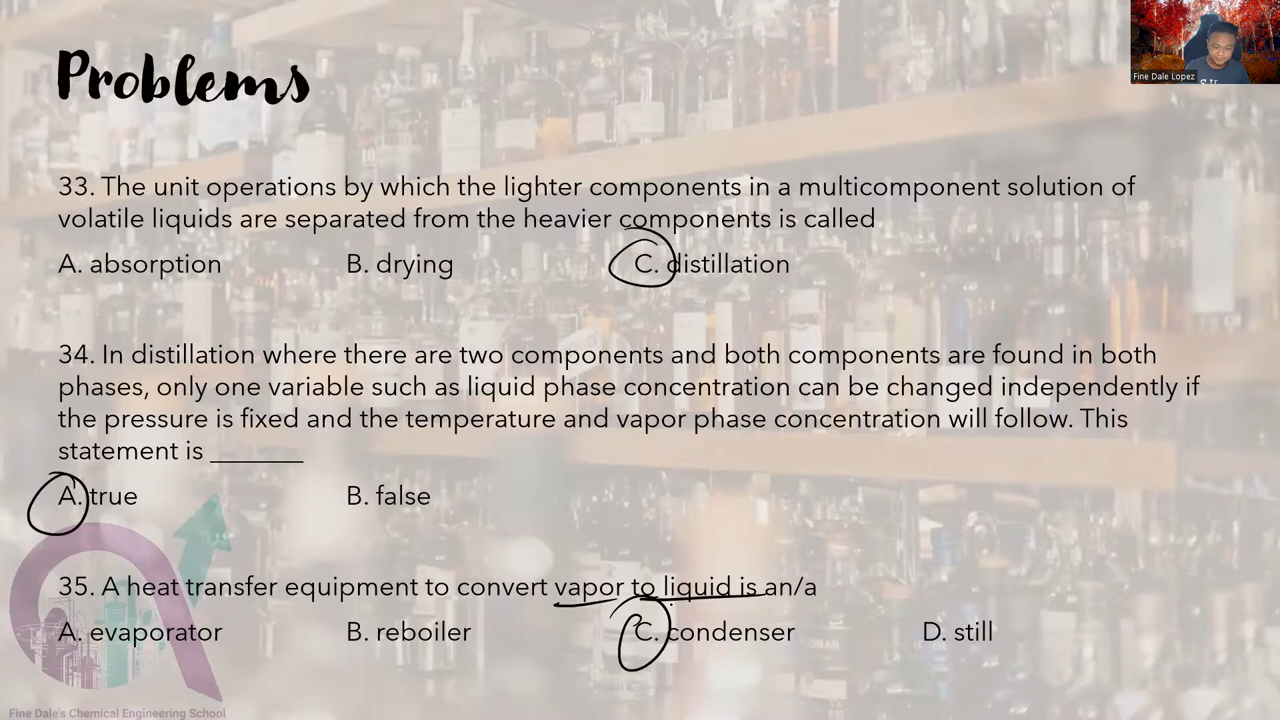 Problems
Fine Dale Lopez
33. The unit operations by which the lighter components in a multicomponent solution of
volatile liquids are separated from the heavier components is called
A. absorption B. drying C. distillation
34. In distillation where there are two components and both components are found in both
phases, only one variable such as liquid phase concentration can be changed independently if
the pressure is fixed and the temperature and vapor phase concentration will follow. This
statement is _______
A. true B. false
35. A heat transfer equipment to convert vapor to liquid is an/a
A. evaporator B. reboiler C. condenser D. still
Fine Dale's Chemical Engineering School